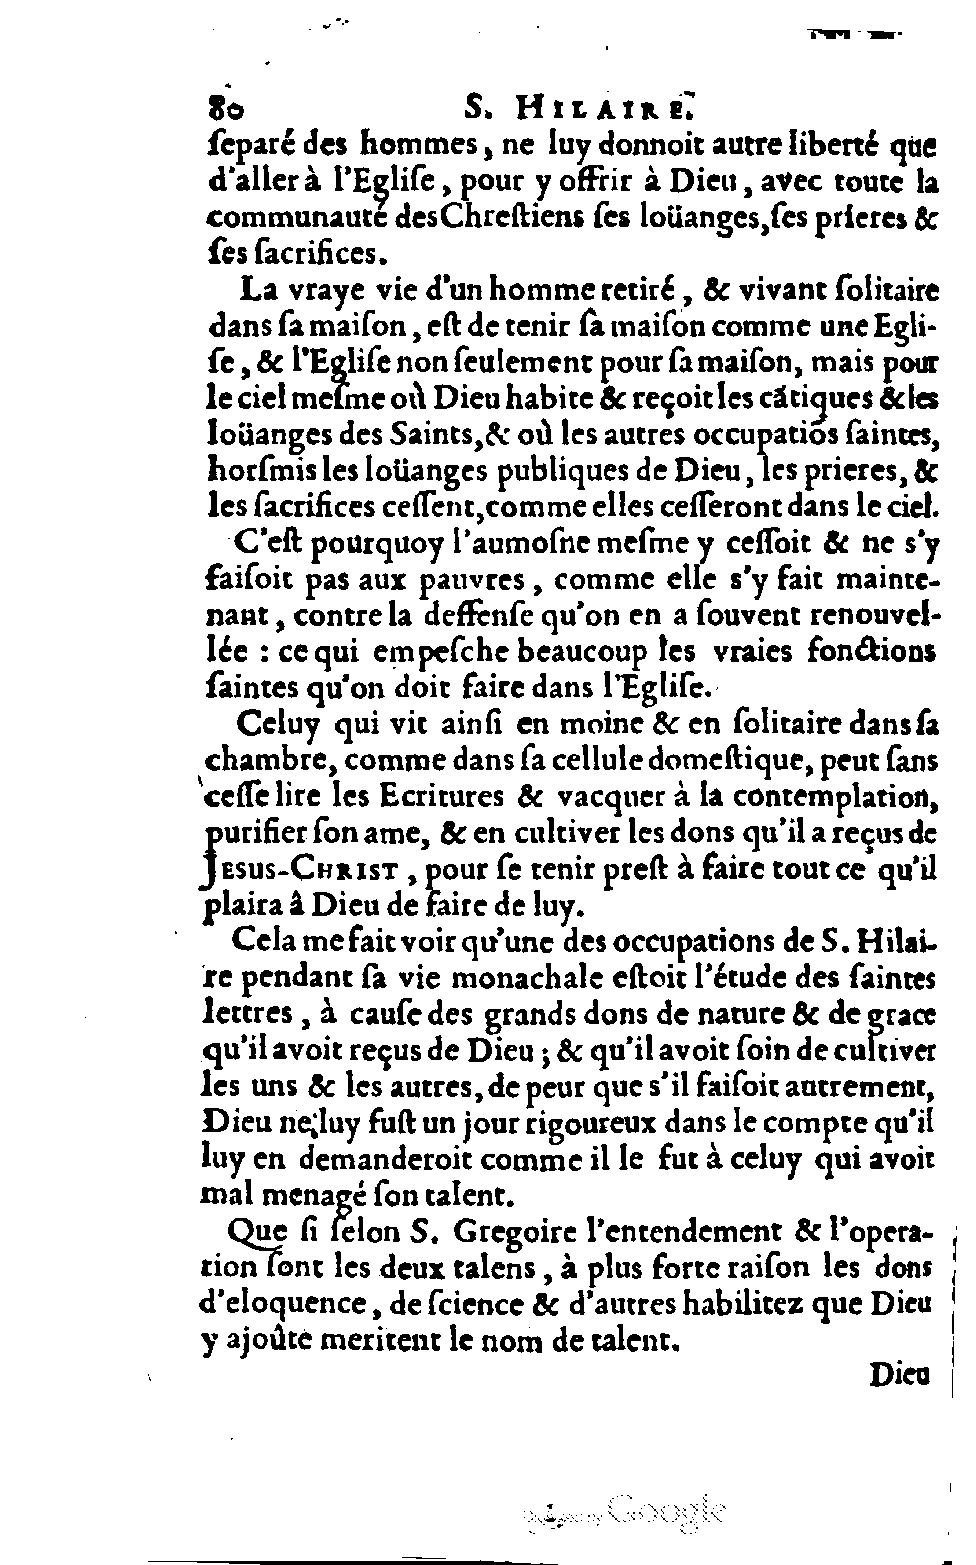 80 S. HILAIRE.
ſeparé des hommes, ne luy donnoit autre liberté que
d'aller à l'Egliſe, pour y offrir à Dieu, avec toute la
communauté des Chreſtiens ſes loüanges, ſes prieres &
ſes ſacrifices.
La vraye vie d'un homme retiré, & vivant ſolitaire
dans ſa maiſon, eſt de tenir ſa maiſon comme une Egli-
ſe, & l'Egliſe non ſeulement pour ſa maiſon, mais pour
le ciel meſme où Dieu habite & reçoit les cãtiques & les
loüanges des Saints, & où les autres occupatiõs ſaintes,
horſmis les loüanges publiques de Dieu, les prieres, &
les ſacrifices ceſſent, comme elles ceſſeront dans le ciel.
C'eſt pourquoy l'aumoſne meſme y ceſſoit & ne s'y
faiſoit pas aux pauvres, comme elle s'y fait mainte-
nant, contre la deffenſe qu'on en a ſouvent renouvel-
lée : ce qui empeſche beaucoup les vraies fonctions
ſaintes qu'on doit faire dans l'Egliſe.
Celuy qui vit ainſi en moine & en ſolitaire dans ſa
chambre, comme dans ſa cellule domeſtique, peut ſans
ceſſe lire les Ecritures & vacquer à la contemplation,
purifier ſon ame, & en cultiver les dons qu'il a reçus de
JESUS-CHRIST, pour ſe tenir preſt à faire tout ce qu'il
plaira â Dieu de faire de luy.
Cela me fait voir qu'une des occupations de S. Hilai-
re pendant ſa vie monachale eſtoit l'étude des ſaintes
lettres, à cauſe des grands dons de nature & de grace
qu'il avoit reçus de Dieu ; & qu'il avoit ſoin de cultiver
les uns & les autres, de peur que s'il faiſoit autrement,
Dieu ne luy fuſt un jour rigoureux dans le compte qu'il
luy en demanderoit comme il le fut à celuy qui avoit
mal menagé ſon talent.
Que ſi ſelon S. Gregoire l'entendement & l'opera-
tion ſont les deux talens, à plus forte raiſon les dons
d'eloquence, de ſcience & d'autres habilitez que Dieu
y ajoûte meritent le nom de talent.
Dieu
Digitized by Google